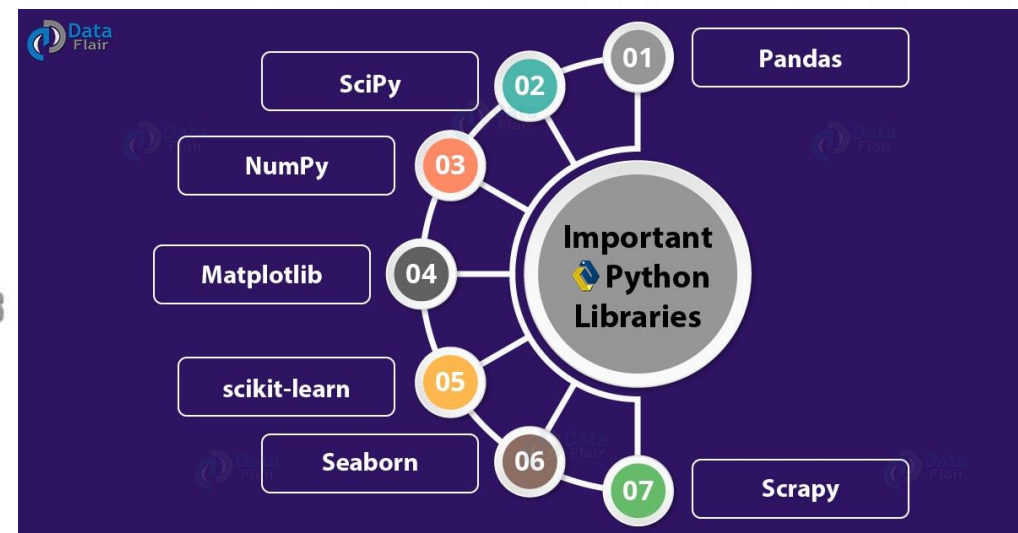 Data
Flair
01
Pandas
02
SciPy
03
NumPy
04
Matplotlib
05
scikit-learn
06
Seaborn
07
Scrapy
Important
Python
Libraries